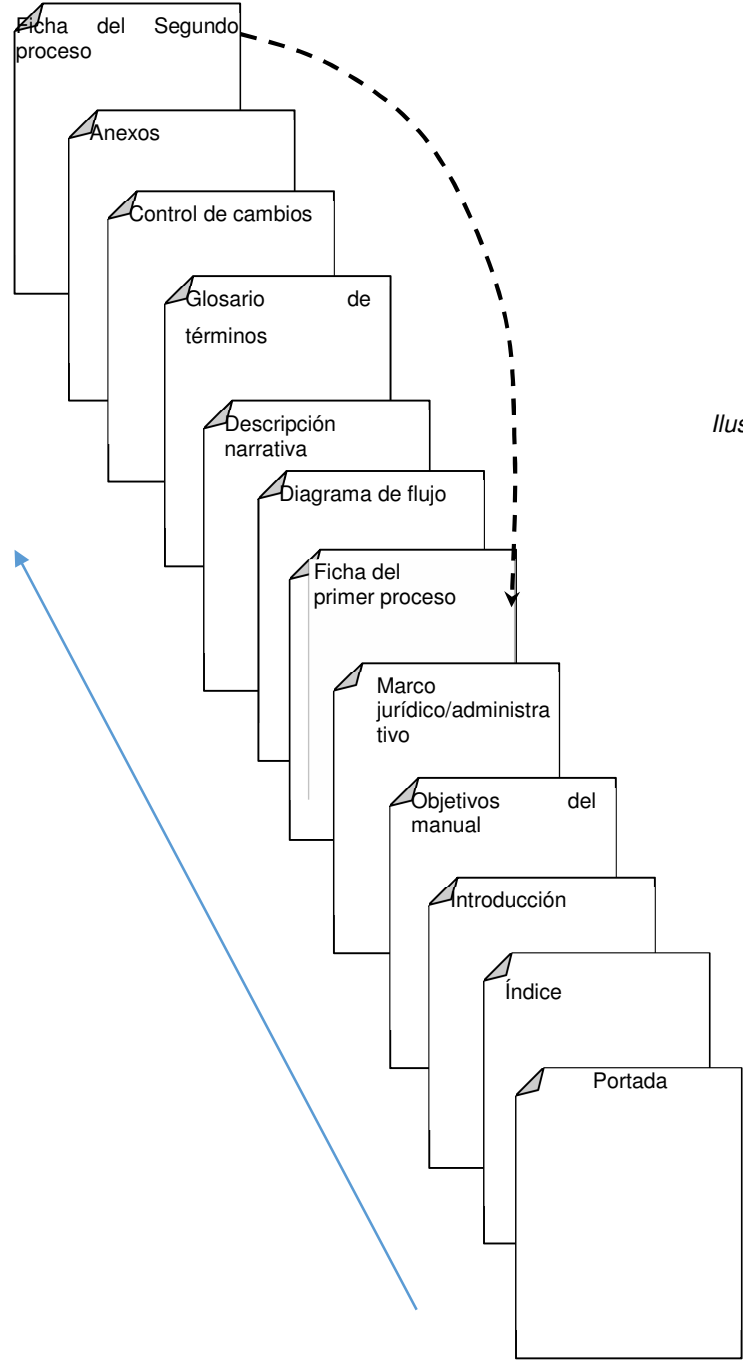 Ficha del Segundo
proceso
Anexos
Control de cambios
Glosario de
términos
Descripción
narrativa
Ilus
Diagrama de flujo
Ficha del
primer proceso
Marco
jurídico/administra
tivo
Objetivos del
manual
Introducción
Índice
Portada